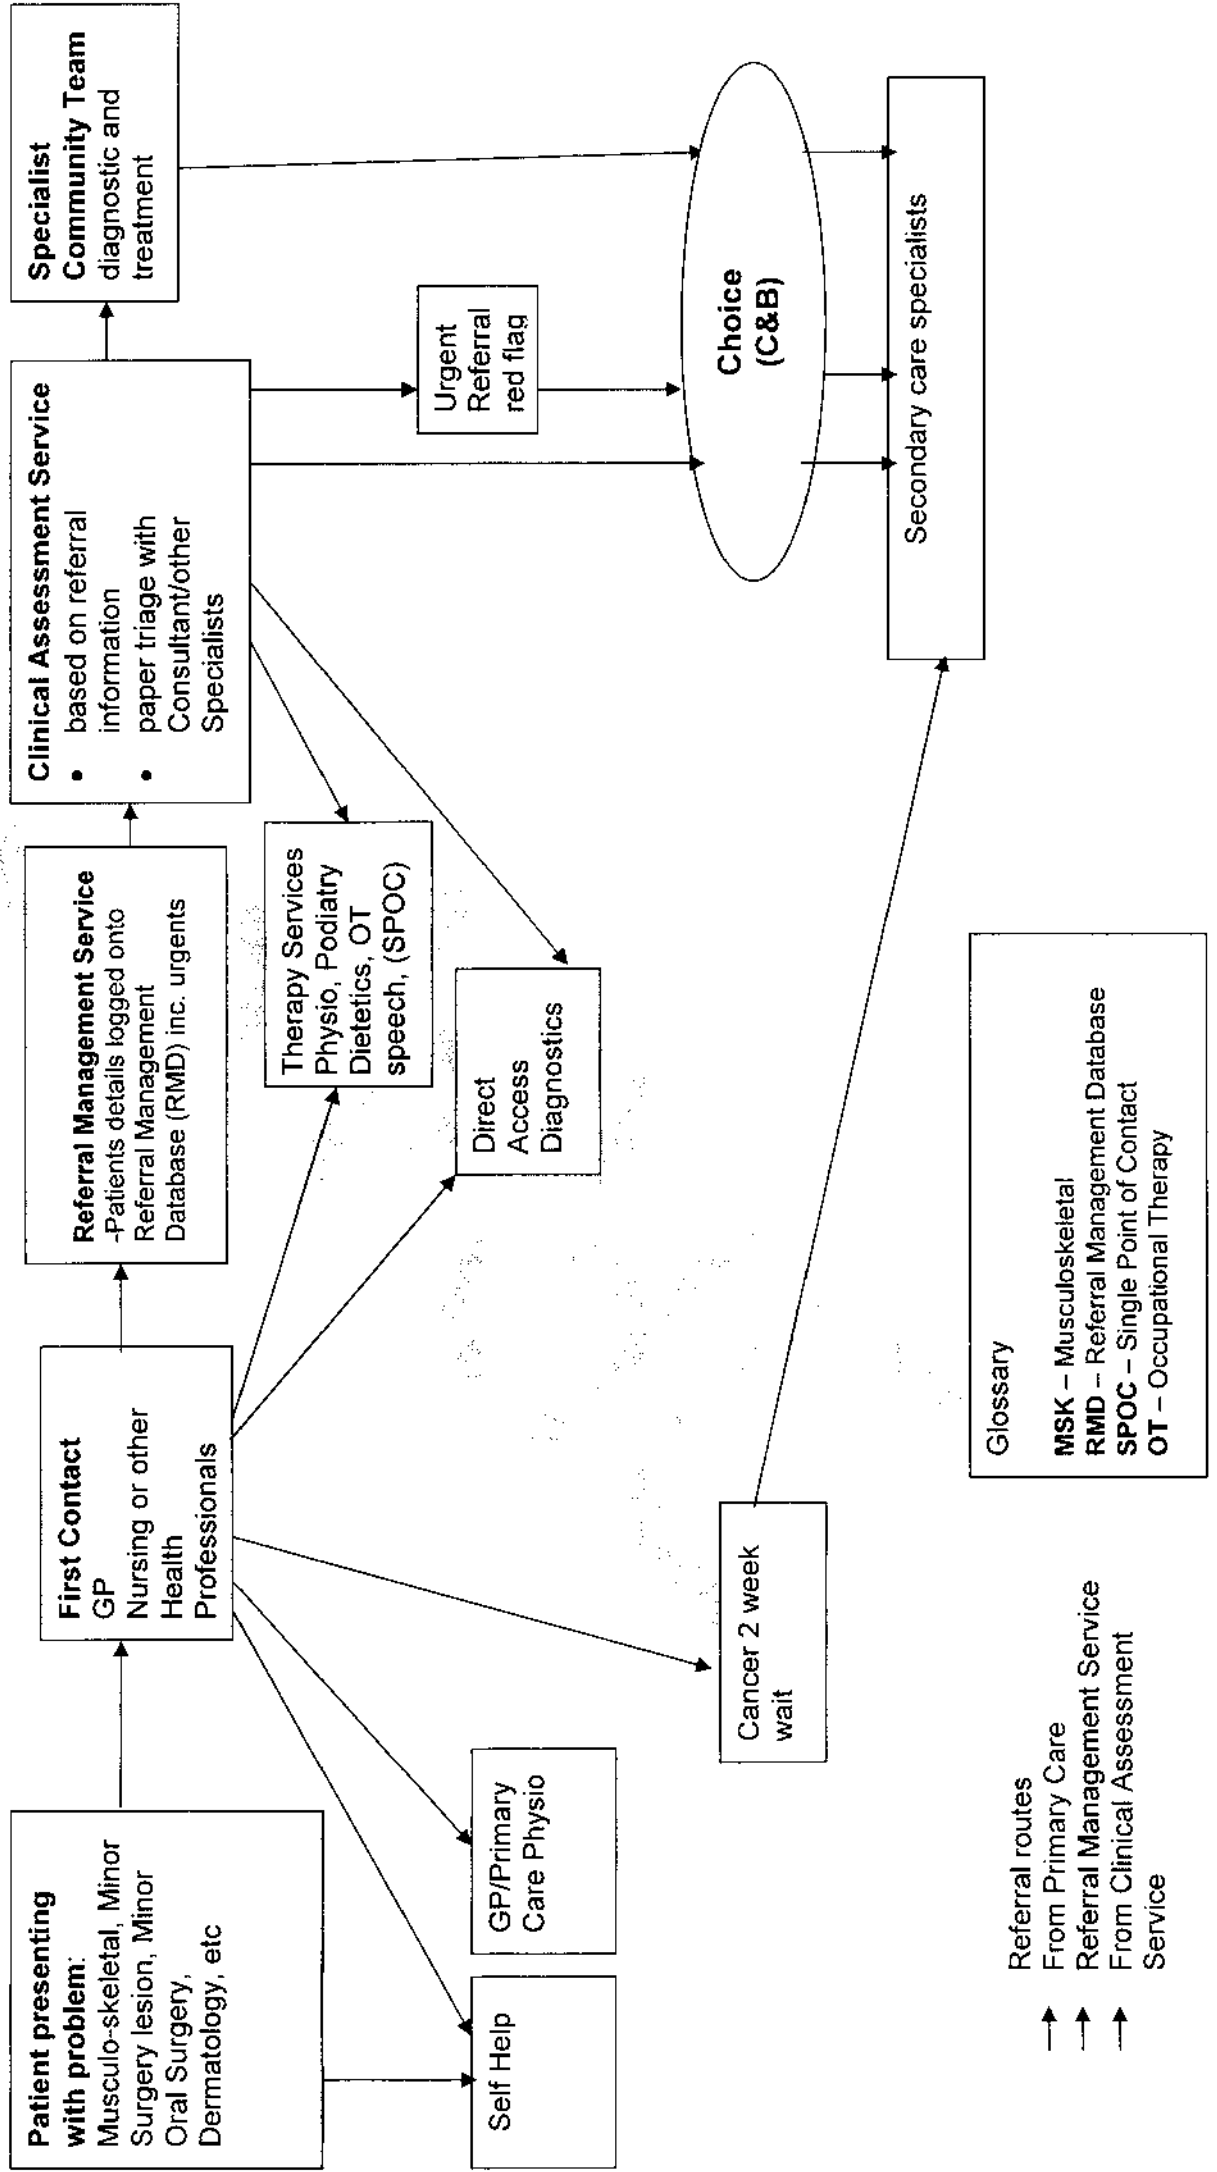 Patient presenting
with problem:
Musculo-skeletal, Minor
Surgery lesion, Minor
Oral Surgery,
Dermatology, etc
First Contact
GP
Nursing or other
Health
Professionals
Referral Management Service
-Patients details logged onto
Referral Management
Database (RMD) inc. urgents
Clinical Assessment Service
• based on referral
information
• paper triage with
Consultant/other
Specialists
Specialist
Community Team
diagnostic and
treatment
Therapy Services
Physio, Podiatry
Dietetics, OT
speech, (SPOC)
Urgent
Referral
red flag
Self Help
GP/Primary
Care Physio
Direct
Access
Diagnostics
Cancer 2 week
wait
Choice
(C&B)
Secondary care specialists
Glossary
MSK – Musculoskeletal
RMD – Referral Management Database
SPOC – Single Point of Contact
OT – Occupational Therapy
Referral routes
From Primary Care
Referral Management Service
From Clinical Assessment
Service